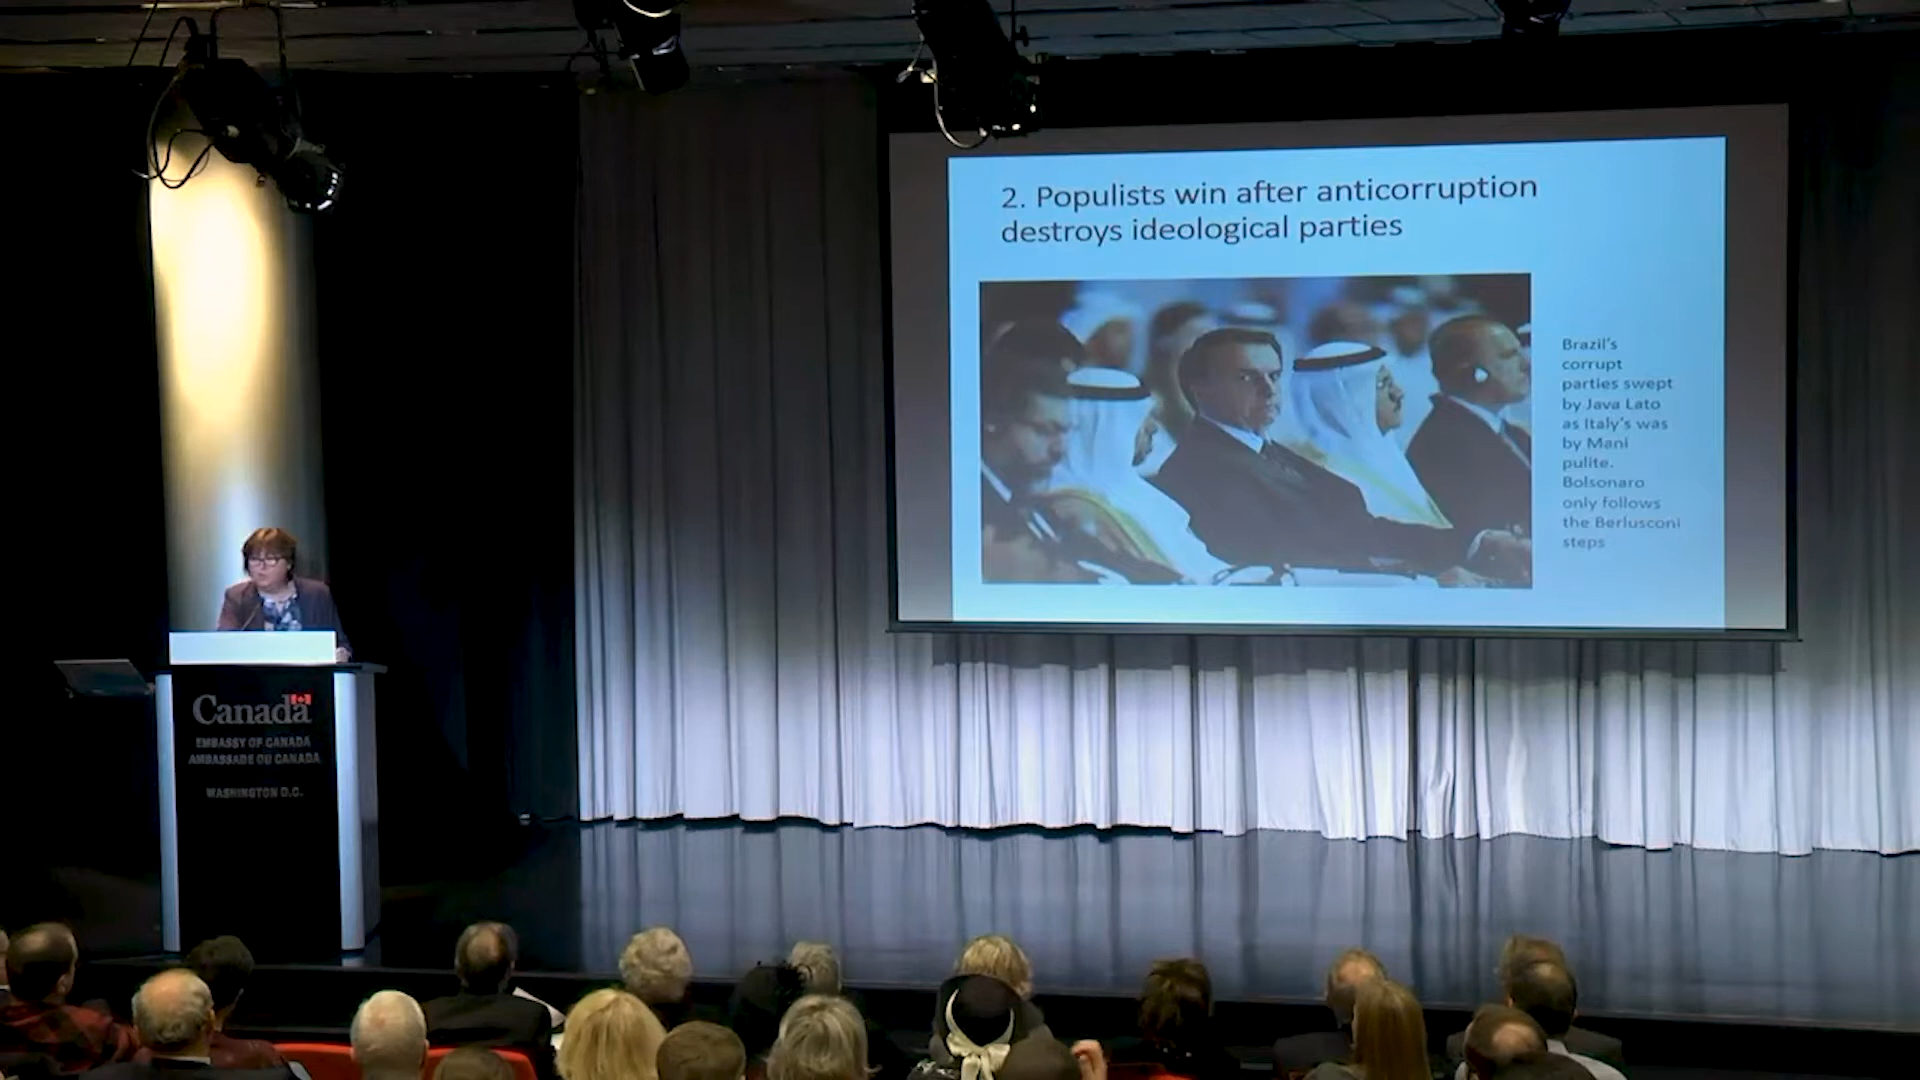 2. Populists win after anticorruption
destroys ideological parties
Brazil's
corrupt
parties swept
by Java Lato
as Italy's was
by Mani
pulite.
Bolsonaro
only follows
the Berlusconi
steps
Canada
EMBASSY OF CANADA
AMBASSADE DU CANADA
WASHINGTON D.C.